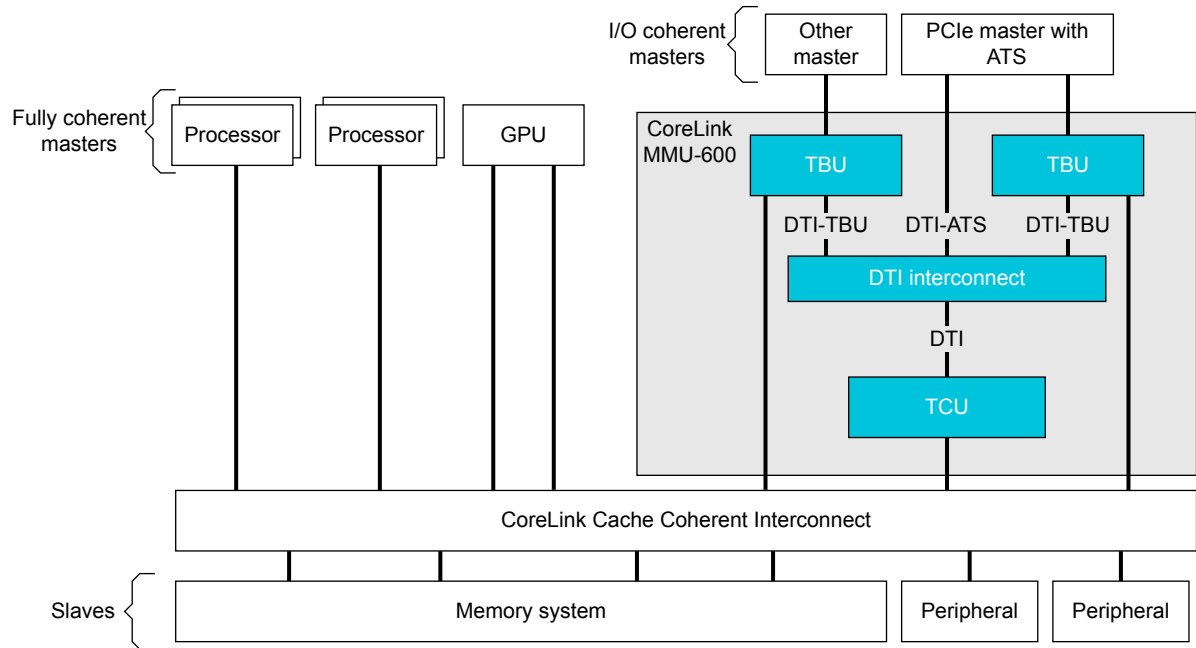 I/O coherent
masters
Other
master
PCIe master with
ATS
Fully coherent
masters
Processor
Processor
GPU
CoreLink
MMU-600
TBU
TBU
DTI-TBU
DTI-ATS
DTI-TBU
DTI interconnect
DTI
TCU
CoreLink Cache Coherent Interconnect
Slaves
Memory system
Peripheral
Peripheral